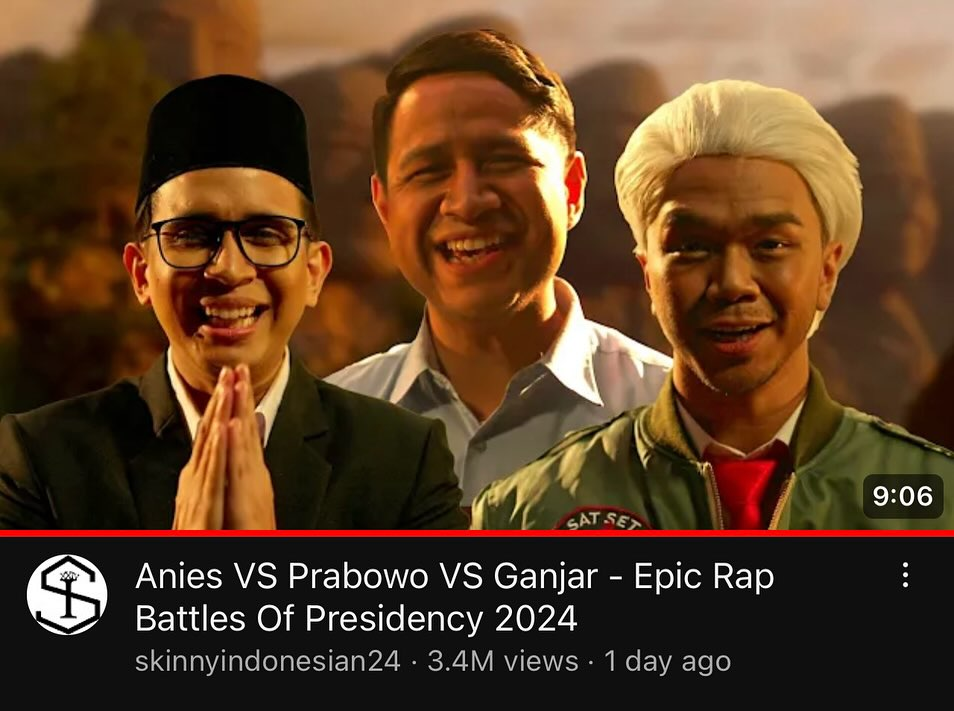 SAT SET
9:06
Anies VS Prabowo VS Ganjar - Epic Rap
Battles Of Presidency 2024
skinnyindonesian24 · 3.4M views · 1 day ago